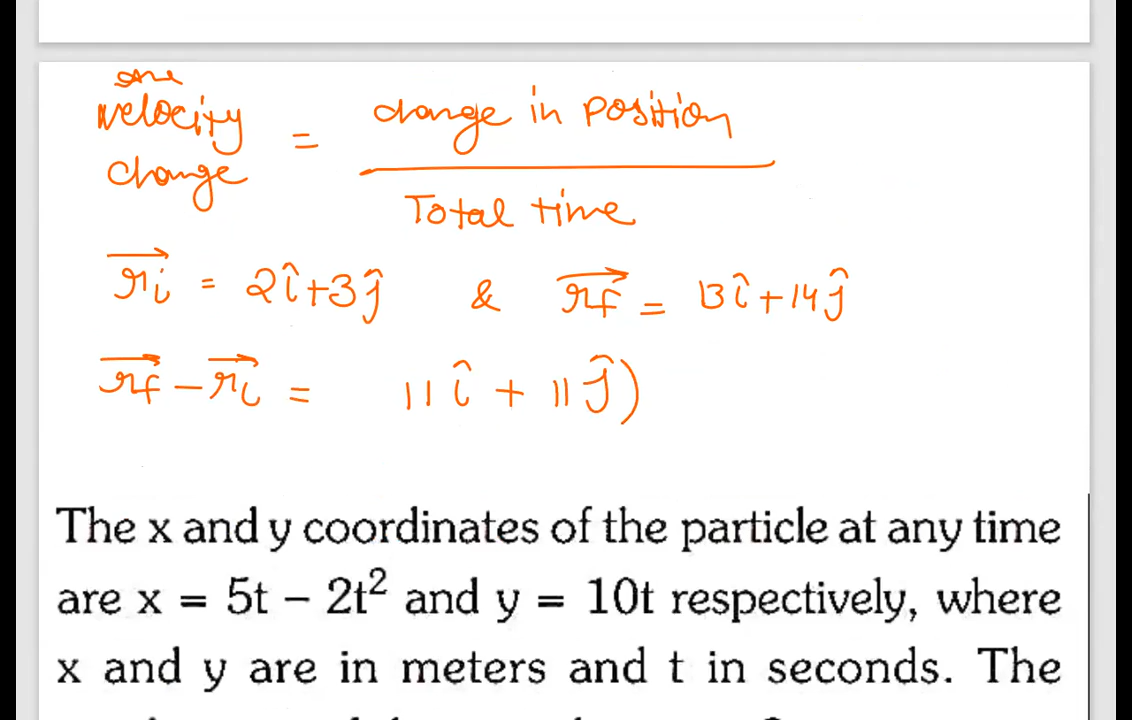 ave
velocity
change = change in position
Total time
ri = 2î+3ĵ & rf = 13î+14ĵ
rf – ri = 11î + 11ĵ)
The x and y coordinates of the particle at any time
are x = 5t – 2t² and y = 10t respectively, where
x and y are in meters and t in seconds. The